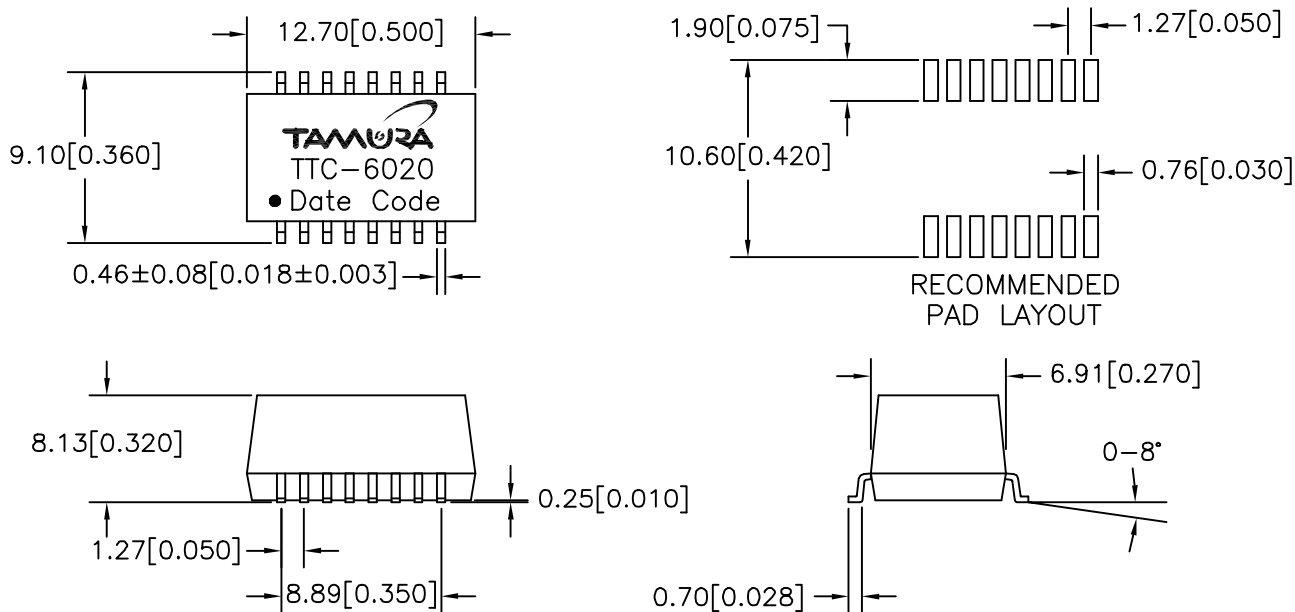 12.70[0.500]
9.10[0.360]
TAMURA
TTC-6020
Date Code
0.46±0.08[0.018±0.003]
1.90[0.075]
1.27[0.050]
10.60[0.420]
0.76[0.030]
RECOMMENDED
PAD LAYOUT
8.13[0.320]
0.25[0.010]
1.27[0.050]
8.89[0.350]
6.91[0.270]
0-8°
0.70[0.028]